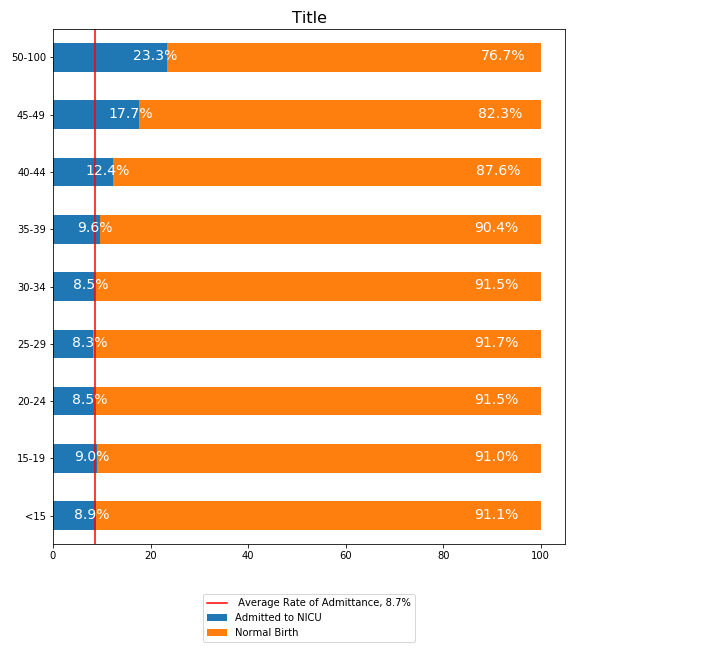 Title
50-100 23.3% 76.7%
45-49 17.7% 82.3%
40-44 12.4% 87.6%
35-39 9.6% 90.4%
30-34 8.5% 91.5%
25-29 8.3% 91.7%
20-24 8.5% 91.5%
15-19 9.0% 91.0%
<15 8.9% 91.1%
0 20 40 60 80 100
Average Rate of Admittance, 8.7%
Admitted to NICU
Normal Birth